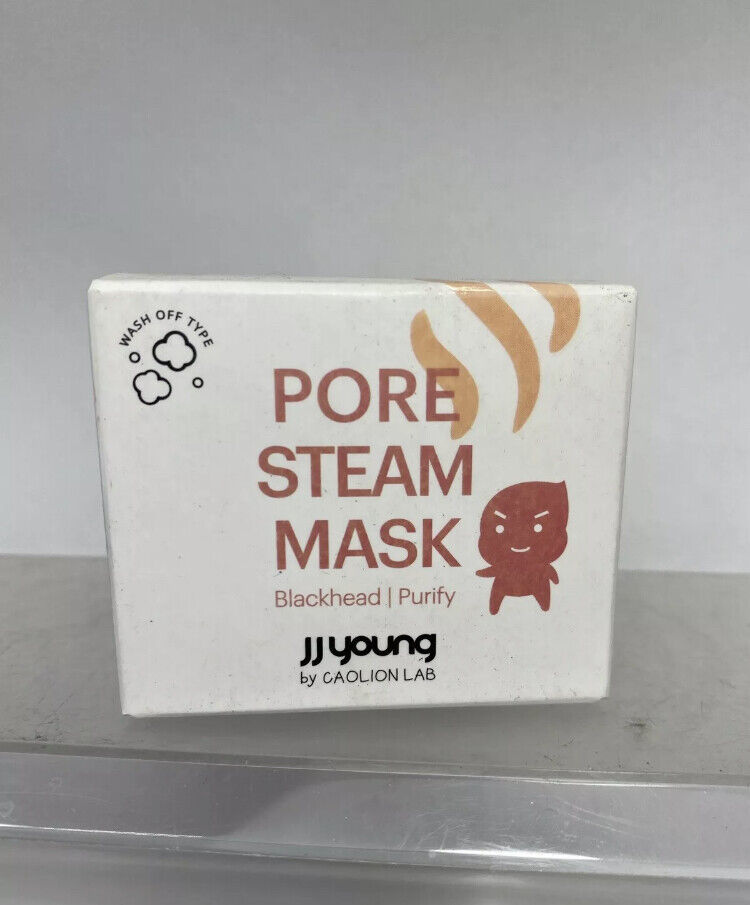 WASH OFF TYPE
PORE
STEAM
MASK
Blackhead | Purify
jj young
by CAOLION LAB